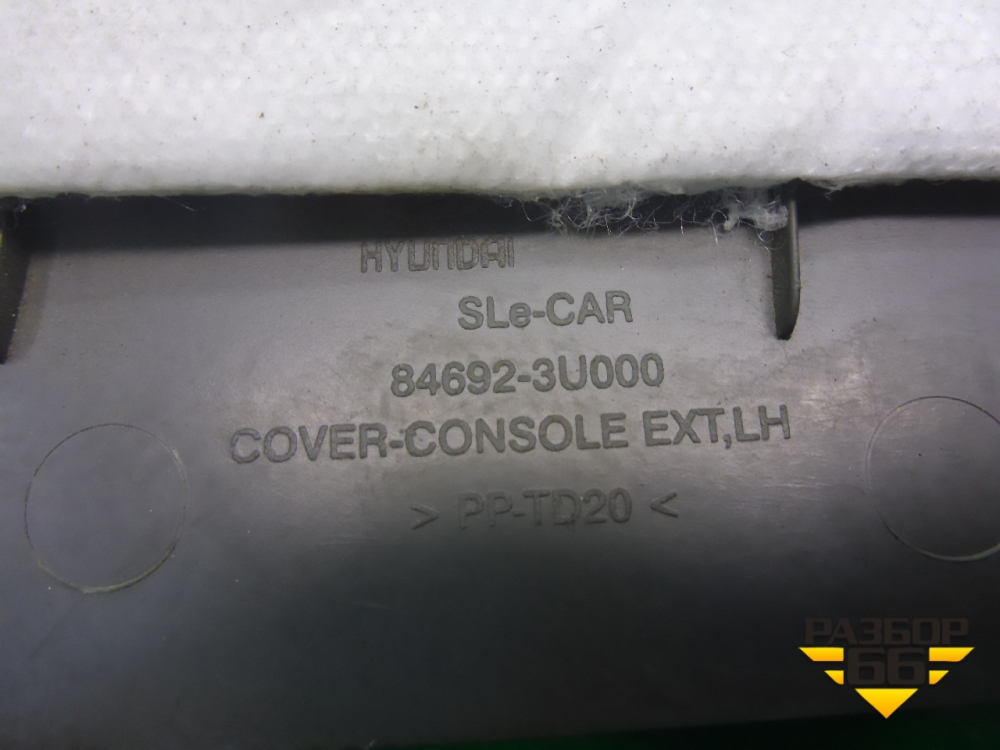 HYUNDAI
SLe-CAR
84692-3U000
COVER-CONSOLE EXT,LH
> PP-TD20 <
РАЗБОР
66